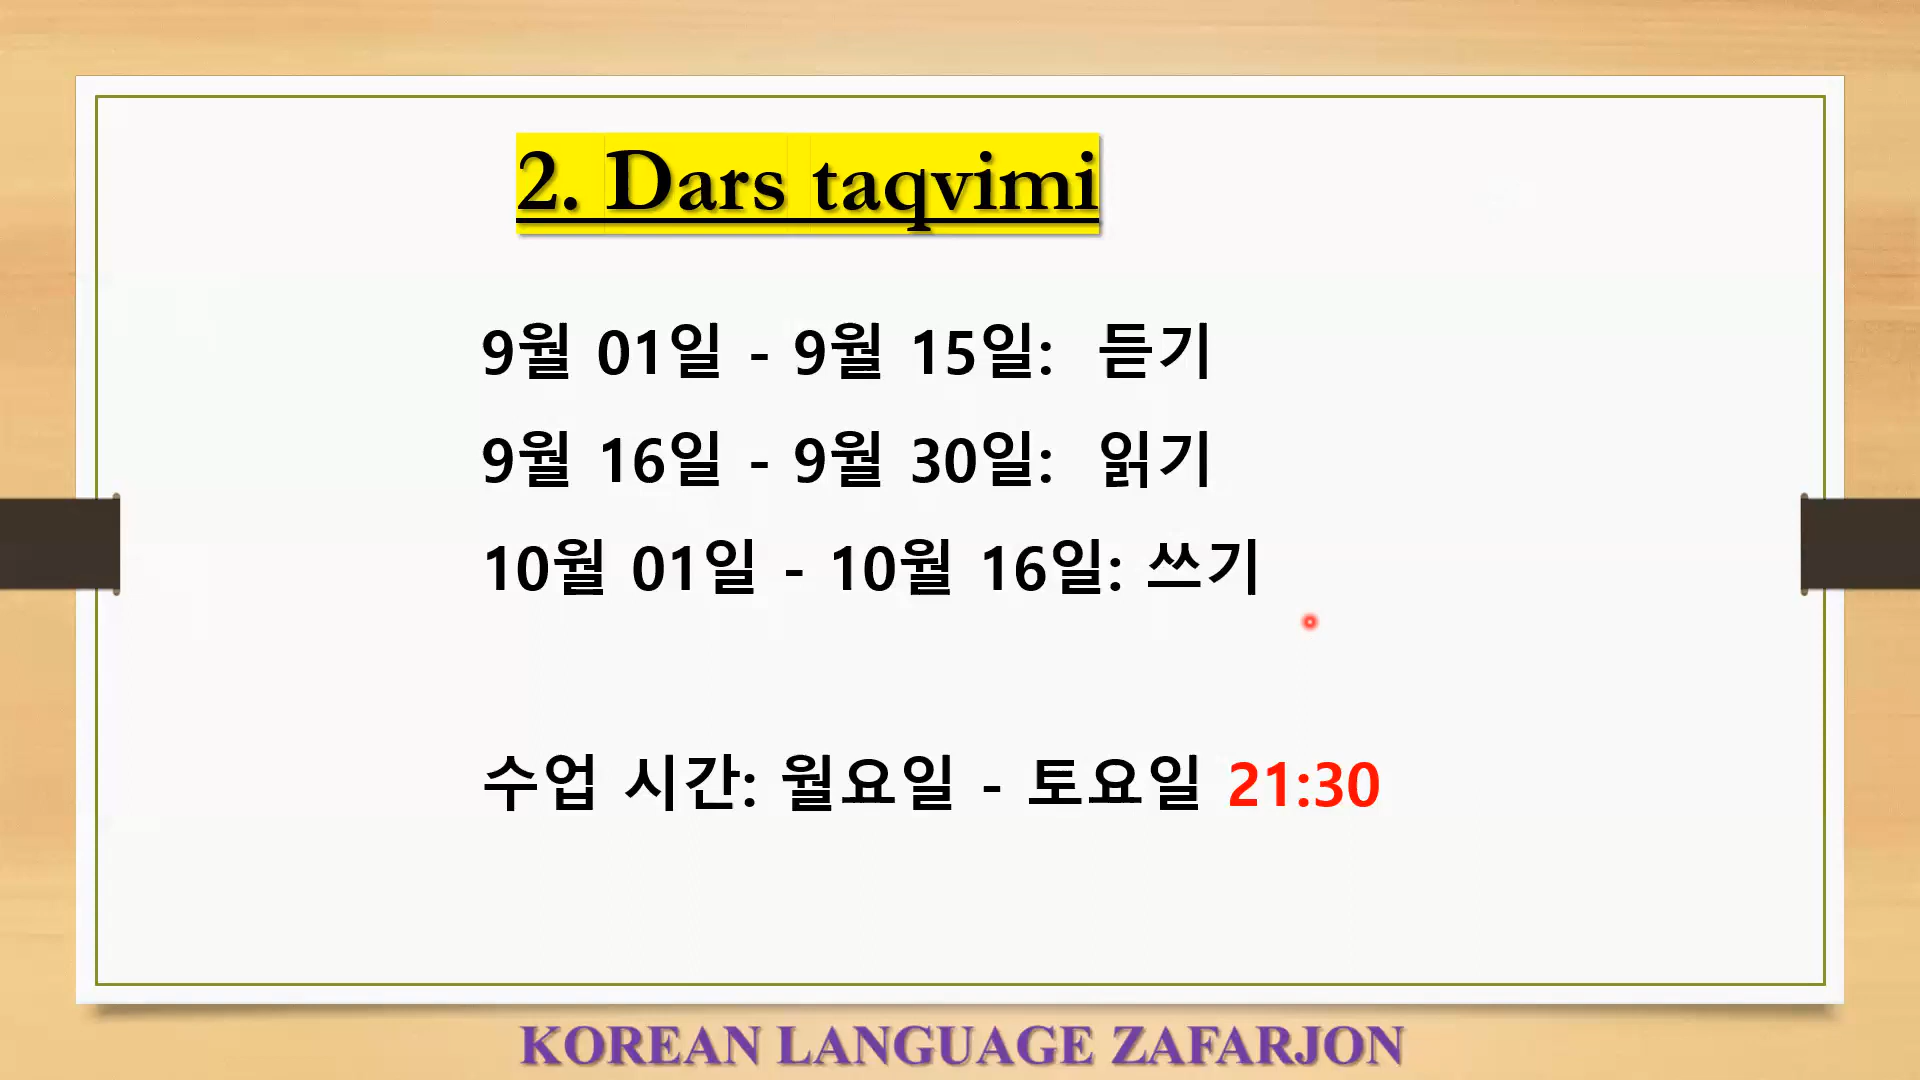 2. Dars taqvimi
9월 01일 - 9월 15일: 듣기
9월 16일 - 9월 30일: 읽기
10월 01일 - 10월 16일: 쓰기
수업 시간: 월요일 - 토요일 21:30
KOREAN LANGUAGE ZAFARJON